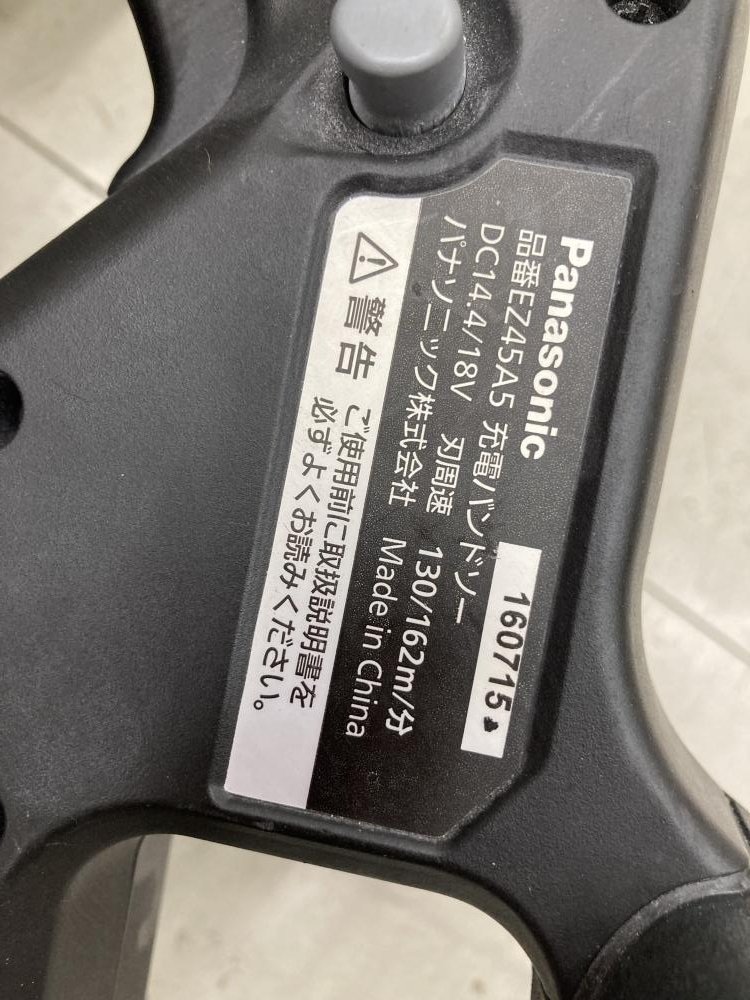 Panasonic
品番EZ45A5 充電バンドソー
160715
DC14.4/18V 刃周速 130/162m/分
パナソニック株式会社 Made in China
警告 ご使用前に取扱説明書を
必ずよくお読みください。